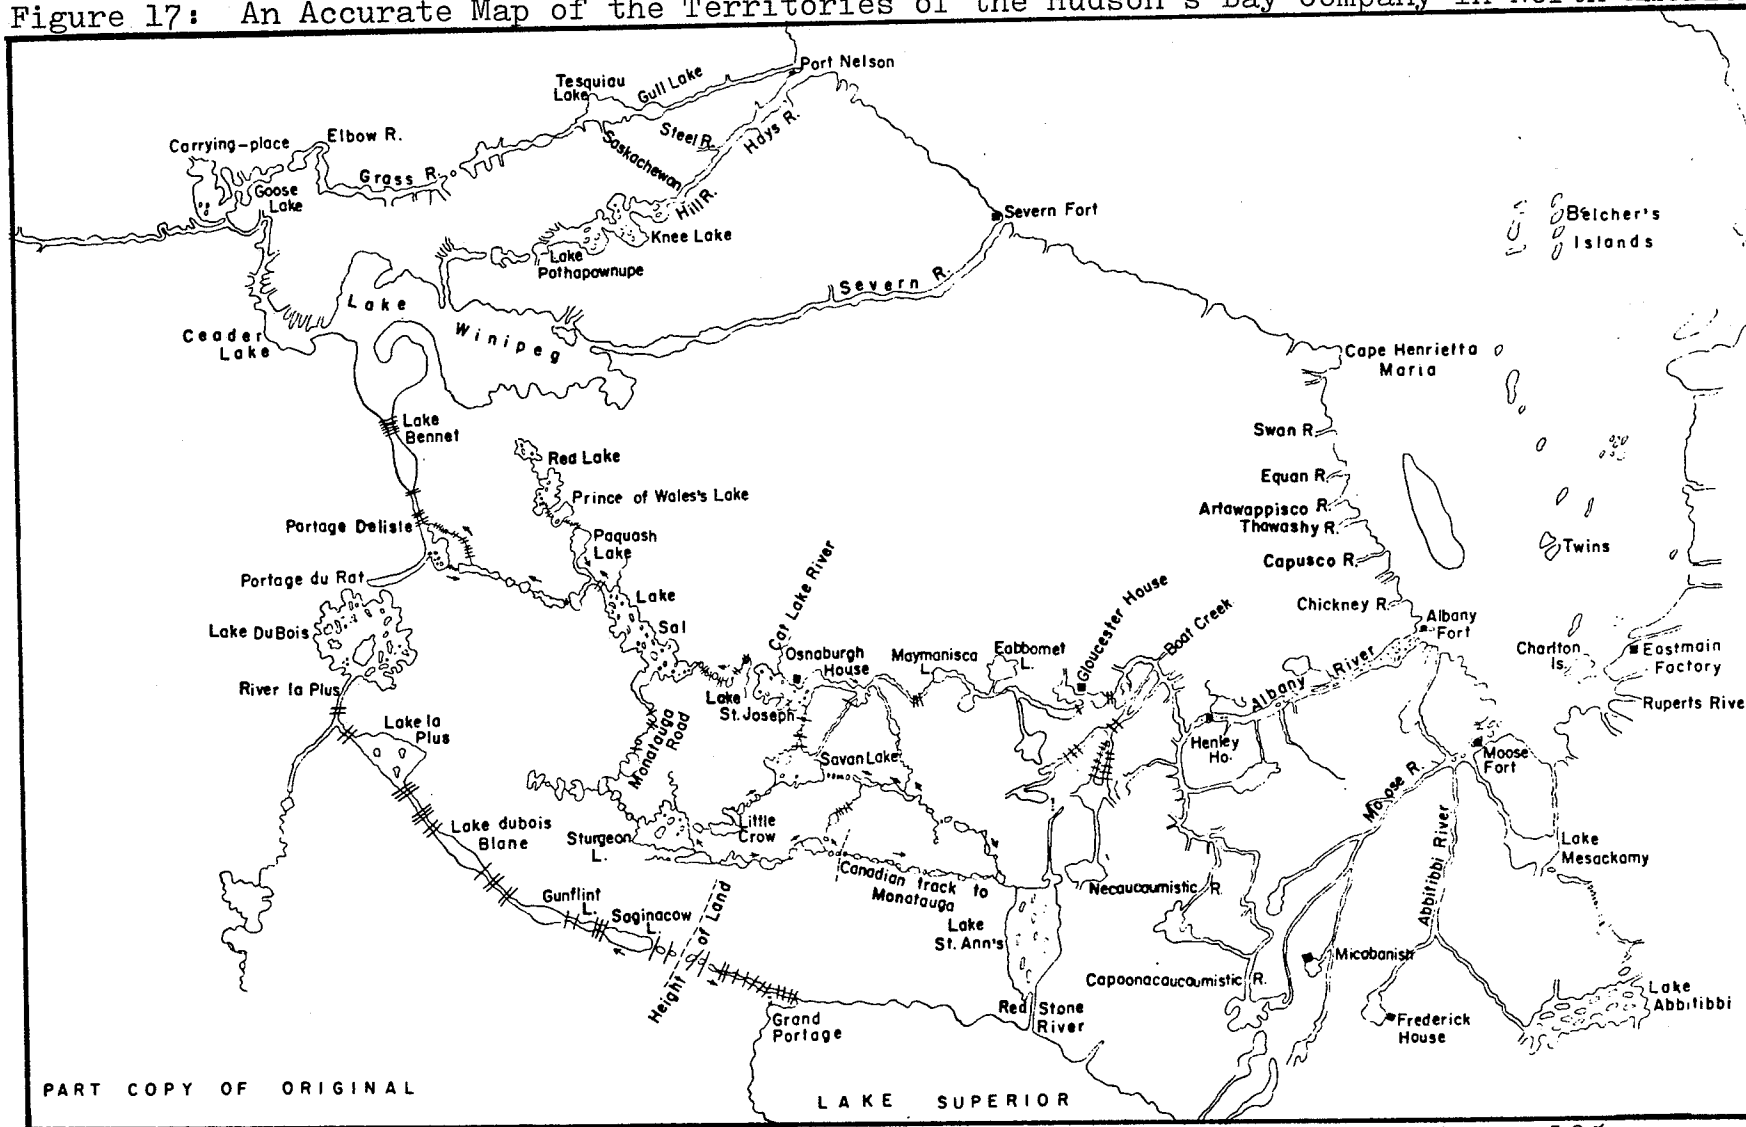 Figure 17: An Accurate Map of the Territories of the Hudson's Bay Company in North
Port Nelson
Tesquiau
Lake
Gull Lake
Steel R.
Hays R.
Saskachewan
Carrying-place
Elbow R.
Grass R.
Goose
Lake
Hill R.
Knee Lake
Lake
Pothapownupe
Severn Fort
Belcher's
Islands
Severn R.
Lake
Winipeg
Ceader
Lake
Cape Henrietta
Maria
Lake
Bennet
Swan R.
Red Lake
Equan R.
Prince of Wales's Lake
Artawappisco R.
Thawashy R.
Portage Delisle
Paquash
Lake
Twins
Capusco R.
Portage du Rat
Lake
Sal
Cat Lake River
Gloucester House
Boat Creek
Chickney R.
Albany
Fort
Lake DuBois
Osnaburgh
House
Maymanisca
L.
Eabbomet
L.
Charlton
Is.
Eastmain
Factory
River la Plus
Lake
St. Joseph
Albany River
Ruperts
Lake la
Plus
Monatauga
Road
Savan Lake
Henley
Ho.
Moose
Fort
Moose R.
Lake dubois
Blane
Sturgeon
L.
Little
Crow
Abbitibbi River
Lake
Mesackamy
Canadian track to
Monatauga
Necaucaumistic R.
Gunflint
L.
Saginacow
L.
Height of Land
Lake
St. Ann's
Micabanish
Capoonacaucaumistic R.
Lake
Abbitibbi
Red Stone
River
Grand
Portage
Frederick
House
PART COPY OF ORIGINAL
LAKE SUPERIOR